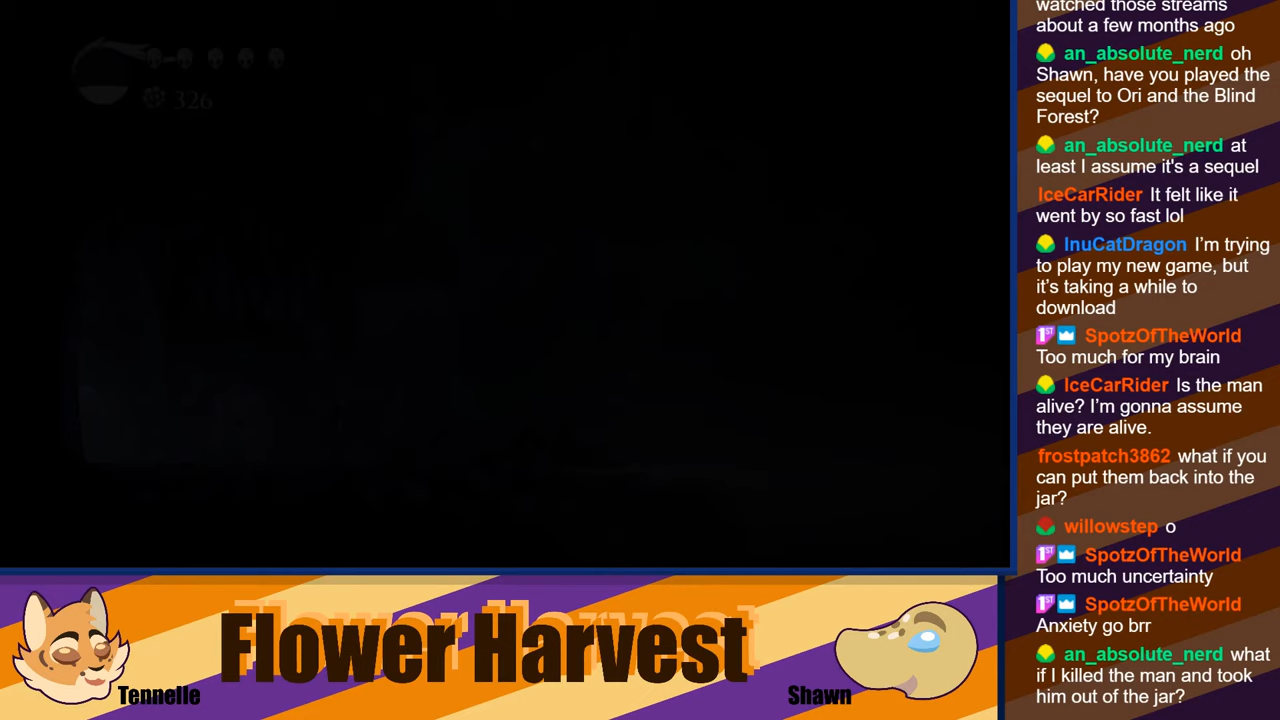 326
watched those streams
about a few months ago
an_absolute_nerd oh
Shawn, have you played the
sequel to Ori and the Blind
Forest?
an_absolute_nerd at
least I assume it's a sequel
IceCarRider It felt like it
went by so fast lol
InuCatDragon I’m trying
to play my new game, but
it’s taking a while to
download
1ST SpotzOfTheWorld
Too much for my brain
IceCarRider Is the man
alive? I’m gonna assume
they are alive.
frostpatch3862 what if you
can put them back into the
jar?
willowstep o
1ST SpotzOfTheWorld
Too much uncertainty
1ST SpotzOfTheWorld
Anxiety go brr
an_absolute_nerd what
if I killed the man and took
him out of the jar?
Flower Harvest
Tennelle
Shawn